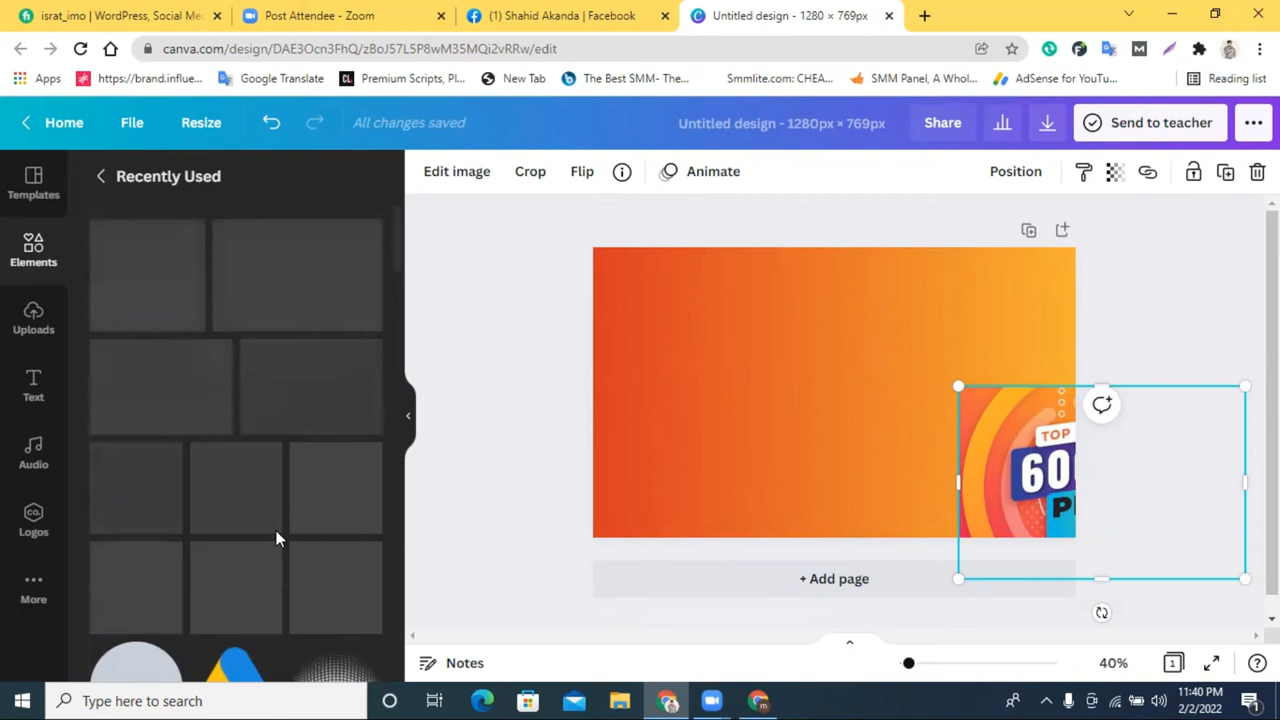 israt_imo | WordPress, Social Me
Post Attendee - Zoom
(1) Shahid Akanda | Facebook
Untitled design - 1280 × 769px
canva.com/design/DAE3Ocn3FhQ/zBoJ57L5P8wM35MQi2vRRw/edit
Apps
https://brand.influe...
Google Translate
Premium Scripts, Pl...
New Tab
The Best SMM- The...
Smmlite.com: CHEA...
SMM Panel, A Whol...
AdSense for YouTu...
Reading list
Home
File
Resize
All changes saved
Untitled design - 1280px × 769px
Share
Send to teacher
Templates
Recently Used
Edit image
Crop
Flip
Animate
Position
Elements
Uploads
Text
Audio
CO.
Logos
More
TOP
60
P
+ Add page
Notes
40%
1
Type here to search
11:40 PM
2/2/2022
1